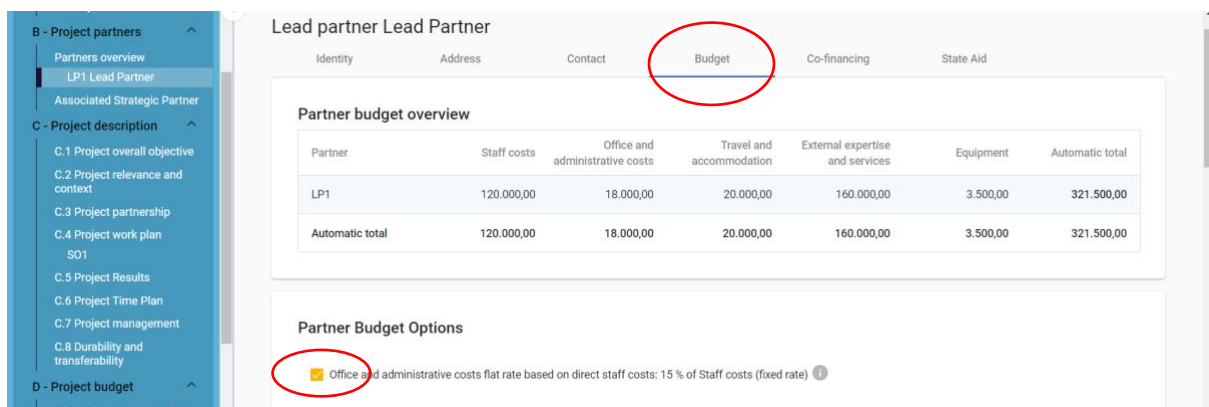 B - Project partners
Partners overview
LP1 Lead Partner
Associated Strategic Partner
C - Project description
C.1 Project overall objective
C.2 Project relevance and
context
C.3 Project partnership
C.4 Project work plan
SO1
C.5 Project Results
C.6 Project Time Plan
C.7 Project management
C.8 Durability and
transferability
D - Project budget
Lead partner Lead Partner
Identity Address Contact Budget Co-financing State Aid
Partner budget overview
Partner Staff costs Office and administrative costs Travel and accommodation External expertise and services Equipment Automatic total
LP1 120.000,00 18.000,00 20.000,00 160.000,00 3.500,00 321.500,00
Automatic total 120.000,00 18.000,00 20.000,00 160.000,00 3.500,00 321.500,00
Partner Budget Options
Office and administrative costs flat rate based on direct staff costs: 15 % of Staff costs (fixed rate)